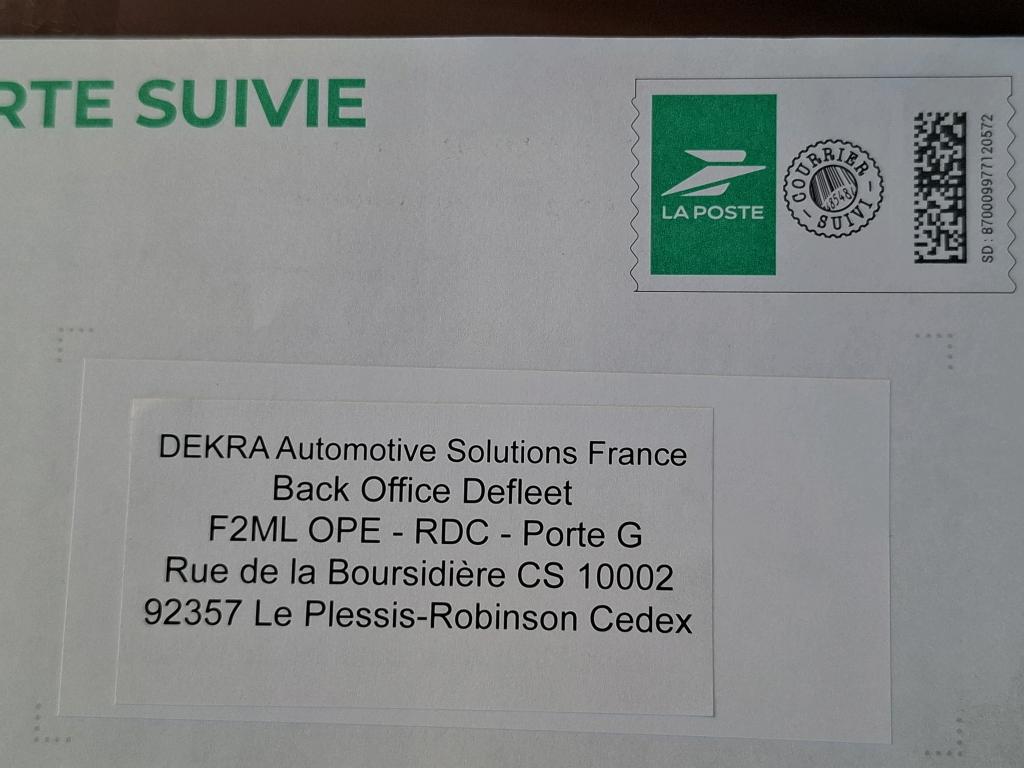 RTE SUIVIE
LA POSTE
COURRIER
SUIVI
SD : 870009977120572
DEKRA Automotive Solutions France
Back Office Defleet
F2ML OPE - RDC - Porte G
Rue de la Boursidière CS 10002
92357 Le Plessis-Robinson Cedex